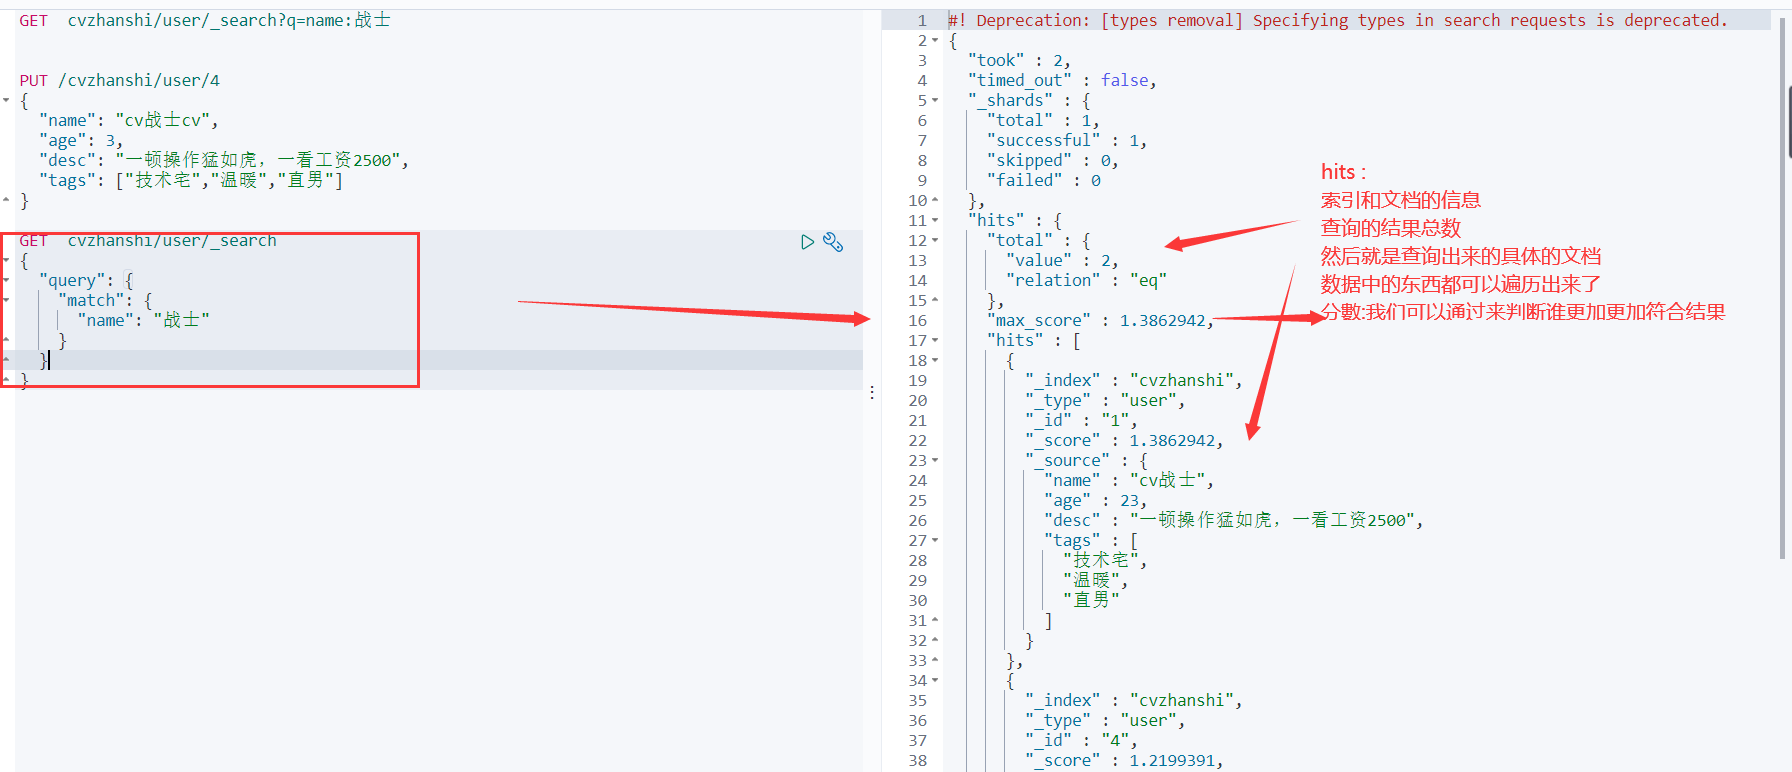 GET  cvzhanshi/user/_search?q=name:战士
PUT /cvzhanshi/user/4
{
  "name": "cv战士cv",
  "age": 3,
  "desc": "一顿操作猛如虎，一看工资2500",
  "tags": ["技术宅","温暖","直男"]
}
GET  cvzhanshi/user/_search
{
  "query": {
    "match": {
      "name": "战士"
    }
  }
}
1 #! Deprecation: [types removal] Specifying types in search requests is deprecated.
2 {
3   "took" : 2,
4   "timed_out" : false,
5   "_shards" : {
6     "total" : 1,
7     "successful" : 1,
8     "skipped" : 0,
9     "failed" : 0
10   },
11   "hits" : {
12     "total" : {
13       "value" : 2,
14       "relation" : "eq"
15     },
16     "max_score" : 1.3862942,
17     "hits" : [
18       {
19         "_index" : "cvzhanshi",
20         "_type" : "user",
21         "_id" : "1",
22         "_score" : 1.3862942,
23         "_source" : {
24           "name" : "cv战士",
25           "age" : 23,
26           "desc" : "一顿操作猛如虎，一看工资2500",
27           "tags" : [
28             "技术宅",
29             "温暖",
30             "直男"
31           ]
32         }
33       },
34       {
35         "_index" : "cvzhanshi",
36         "_type" : "user",
37         "_id" : "4",
38         "_score" : 1.2199391,
hits :
索引和文档的信息
查询的结果总数
然后就是查询出来的具体的文档
数据中的东西都可以遍历出来了
分數:我们可以通过来判断谁更加更加符合结果